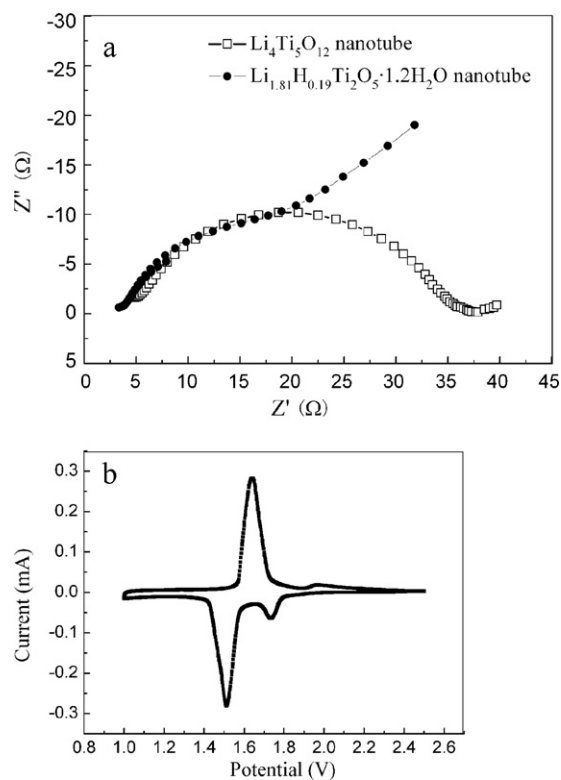 a
Li4Ti5O12 nanotube
Li1.81H0.19Ti2O5·1.2H2O nanotube
-30
-25
-20
-15
-10
-5
0
5
Z" (Ω)
0 5 10 15 20 25 30 35 40 45
Z' (Ω)
b
0.3
0.2
0.1
0.0
-0.1
-0.2
-0.3
Current (mA)
0.8 1.0 1.2 1.4 1.6 1.8 2.0 2.2 2.4 2.6
Potential (V)